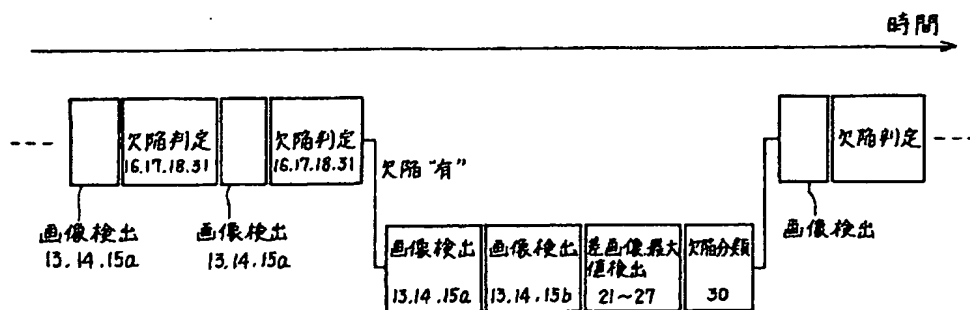 時間
欠陥判定
16.17.18.31
欠陥判定
16.17.18.31
欠陥判定
欠陥"有"
画像検出
13.14.15a
画像検出
13.14.15a
画像検出
画像検出
13.14.15a
画像検出
13.14.15b
差画像最大
値検出
21~27
欠陥分類
30